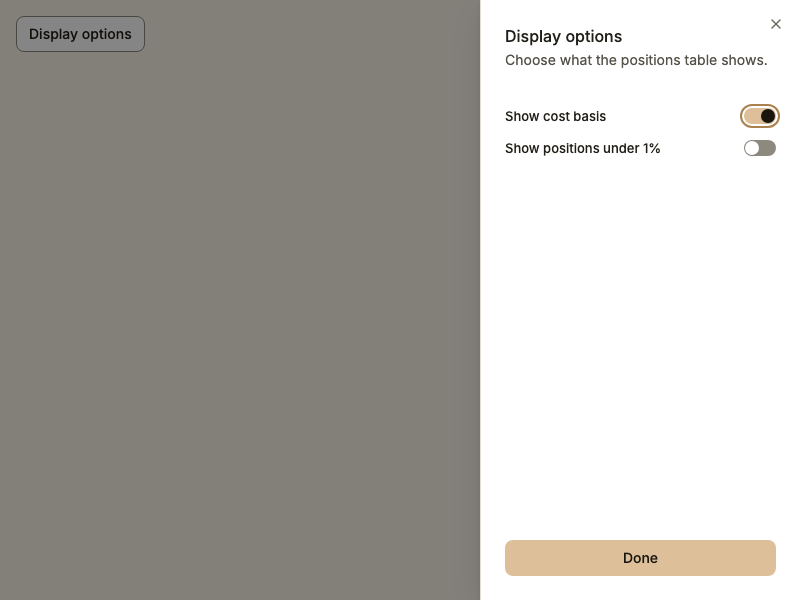 Display options
Display options
Choose what the positions table shows.
Show cost basis
Show positions under 1%
Done